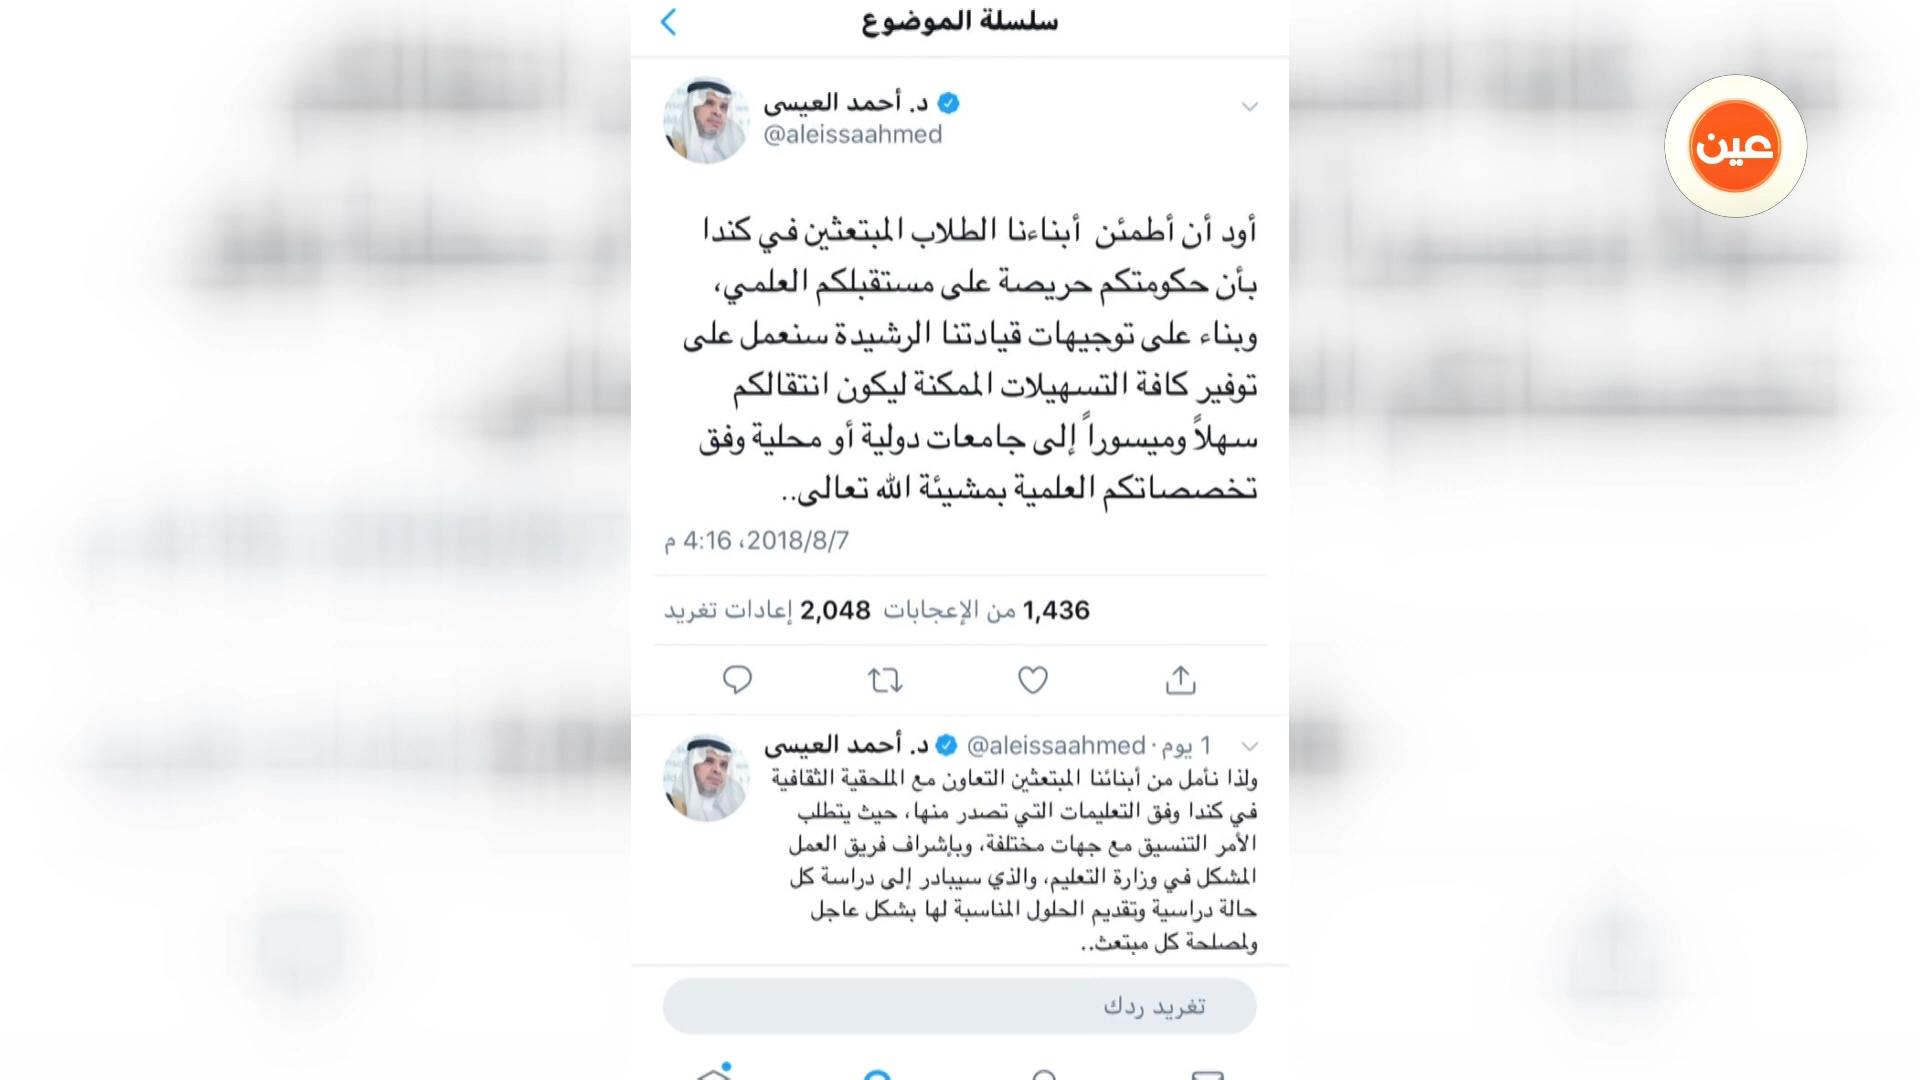 سلسلة الموضوع
د. أحمد العيسى
@aleissaahmed
عين
أود أن أطمئن أبناءنا الطلاب المبتعثين في كندا
بأن حكومتكم حريصة على مستقبلكم العلمي،
وبناء على توجيهات قيادتنا الرشيدة سنعمل على
توفير كافة التسهيلات الممكنة ليكون انتقالكم
سهلاً وميسوراً إلى جامعات دولية أو محلية وفق
تخصصاتكم العلمية بمشيئة الله تعالى..
2018/8/7، 4:16 م
1,436 من الإعجابات 2,048 إعادات تغريد
د. أحمد العيسى @aleissaahmed · 1 يوم
ولذا نأمل من أبنائنا المبتعثين التعاون مع الملحقية الثقافية
في كندا وفق التعليمات التي تصدر منها، حيث يتطلب
الأمر التنسيق مع جهات مختلفة، وبإشراف فريق العمل
المشكل في وزارة التعليم، والذي سيبادر إلى دراسة كل
حالة دراسية وتقديم الحلول المناسبة لها بشكل عاجل
ولمصلحة كل مبتعث..
تغريد ردك